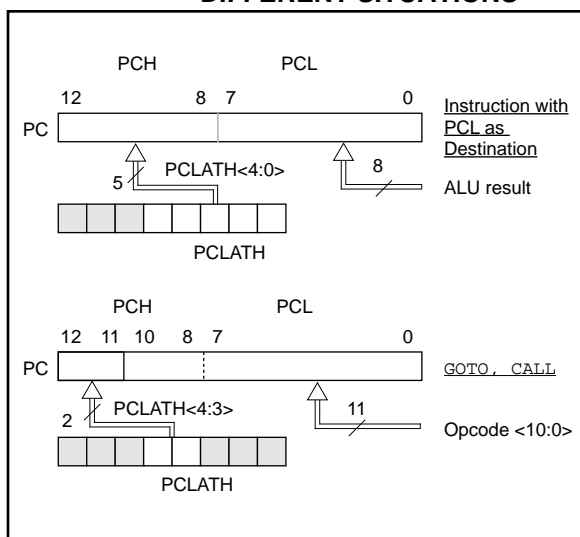 DIFFERENT SITUATIONS
PCH PCL
12 8 7 0
PC
Instruction with
PCL as
Destination
5 PCLATH<4:0> 8
ALU result
PCLATH
PCH PCL
12 11 10 8 7 0
PC GOTO, CALL
2 PCLATH<4:3> 11
Opcode <10:0>
PCLATH